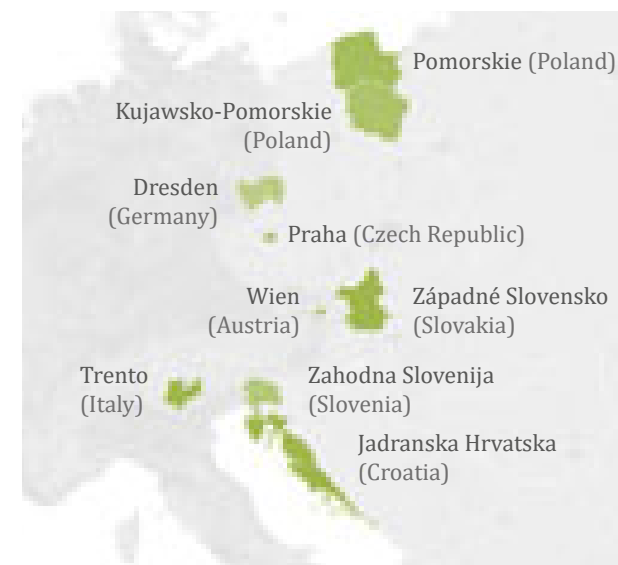 Pomorskie (Poland)
Kujawsko-Pomorskie
(Poland)
Dresden
(Germany)
Praha (Czech Republic)
Wien
(Austria)
Západné Slovensko
(Slovakia)
Trento
(Italy)
Zahodna Slovenija
(Slovenia)
Jadranska Hrvatska
(Croatia)